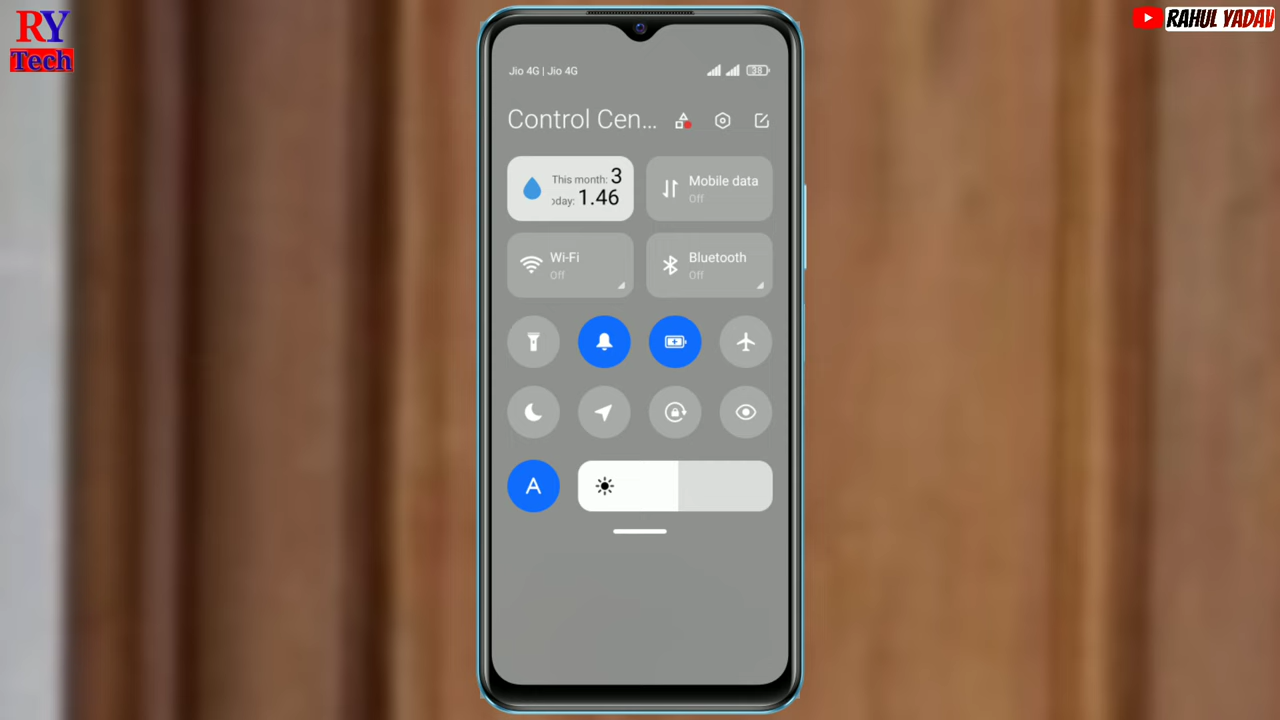 RY
Tech
RAHUL YADAV
Jio 4G | Jio 4G
38
Control Cen...
This month: 3
oday: 1.46
Mobile data
Off
Wi-Fi
Off
Bluetooth
Off
A